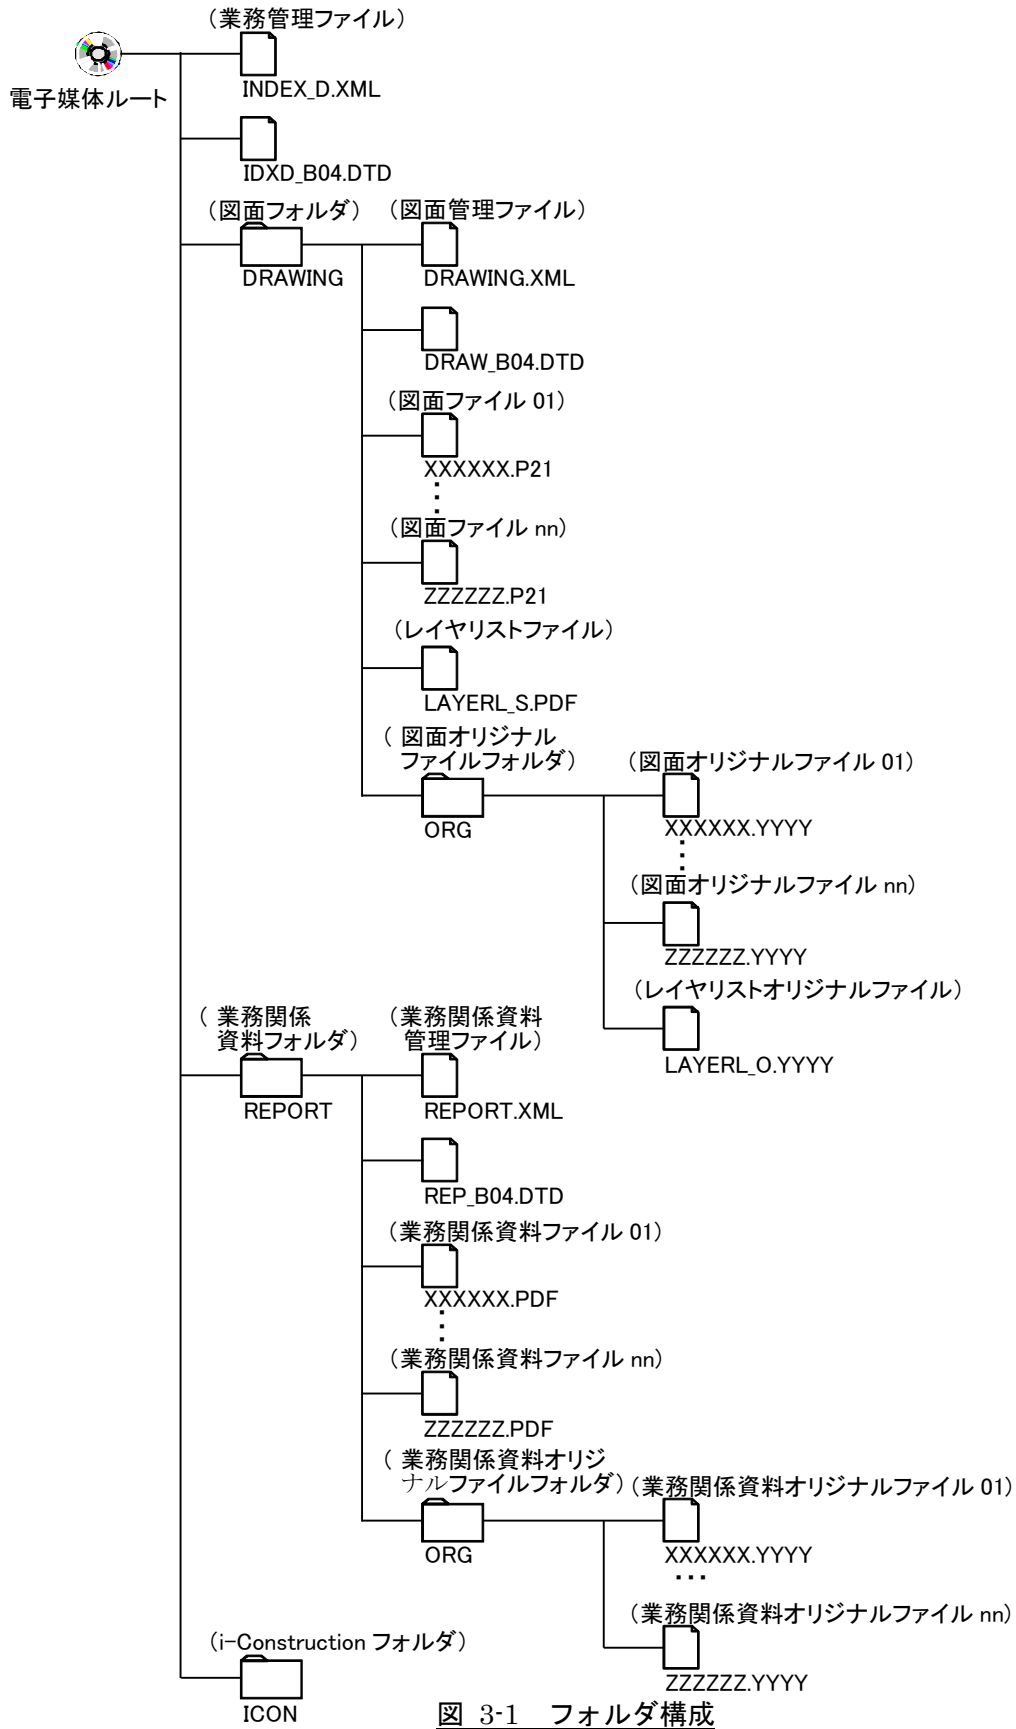 （業務管理ファイル）
電子媒体ルート
INDEX_D.XML
IDXD_B04.DTD
（図面フォルダ）
DRAWING
（図面管理ファイル）
DRAWING.XML
DRAW_B04.DTD
（図面ファイル 01）
XXXXXX.P21
（図面ファイル nn）
ZZZZZZ.P21
（レイヤリストファイル）
LAYERL_S.PDF
（ 図面オリジナル
ファイルフォルダ）
ORG
（図面オリジナルファイル 01）
XXXXXX.YYYY
（図面オリジナルファイル nn）
ZZZZZZ.YYYY
（レイヤリストオリジナルファイル）
LAYERL_O.YYYY
（ 業務関係
資料フォルダ）
REPORT
（業務関係資料
管理ファイル）
REPORT.XML
REP_B04.DTD
（業務関係資料ファイル 01）
XXXXXX.PDF
（業務関係資料ファイル nn）
ZZZZZZ.PDF
（ 業務関係資料オリジ
ナルファイルフォルダ）
ORG
（業務関係資料オリジナルファイル 01）
XXXXXX.YYYY
（業務関係資料オリジナルファイル nn）
ZZZZZZ.YYYY
（i-Construction フォルダ）
ICON
図 3-1　フォルダ構成